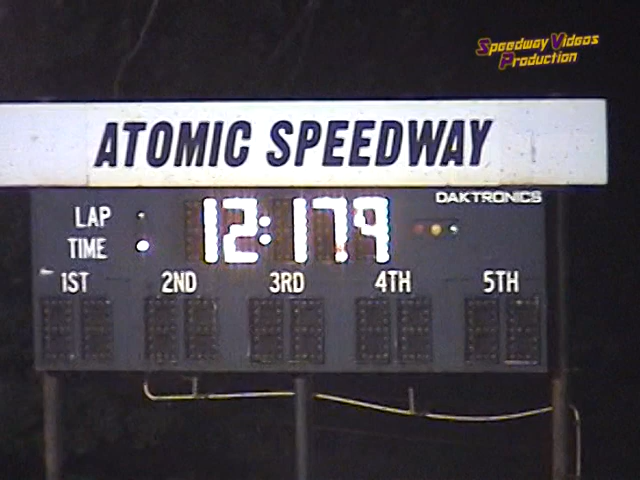 Speedway Videos
Production
ATOMIC SPEEDWAY
DAKTRONICS
LAP
TIME
12:17.9
1ST 2ND 3RD 4TH 5TH